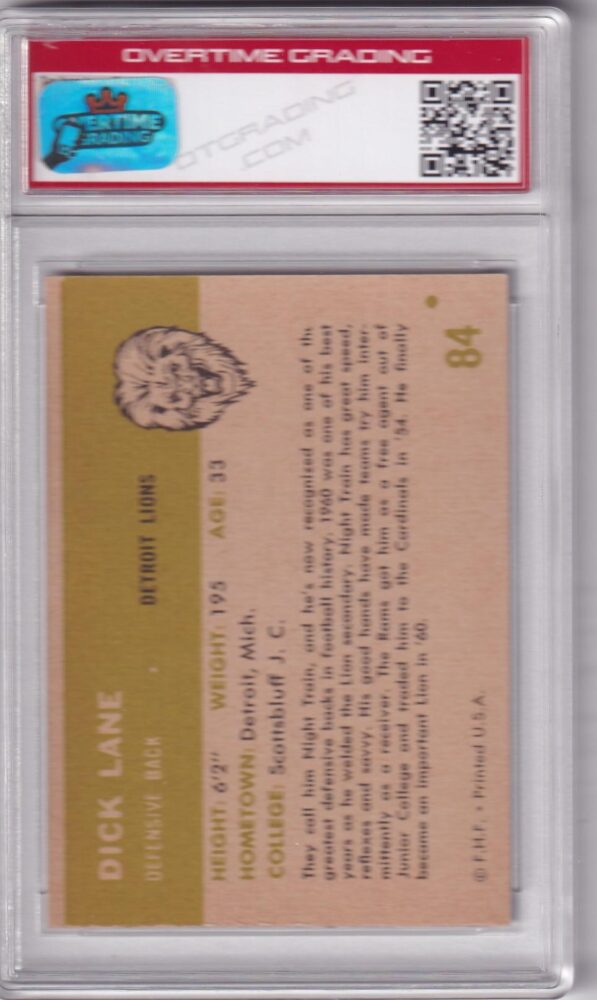 OVERTIME GRADING
OVERTIME
GRADING
OTGRADING
.COM
DICK LANE
DEFENSIVE BACK • DETROIT LIONS
HEIGHT: 6'2" WEIGHT: 195 AGE: 33
HOMETOWN: Detroit, Mich.
COLLEGE: Scottsbluff J. C.
They call him Night Train, and he's now recognized as one of the
greatest defensive backs in football history. 1960 was one of his best
years as he welded the Lion secondary. Night Train has great speed,
reflexes and savvy. His good hands have made teams try him inter-
mittently as a receiver. The Rams got him as a free agent out of
Junior College and traded him to the Cardinals in '54. He finally
became an important Lion in '60.
84
© F.H.F. • Printed U.S.A.